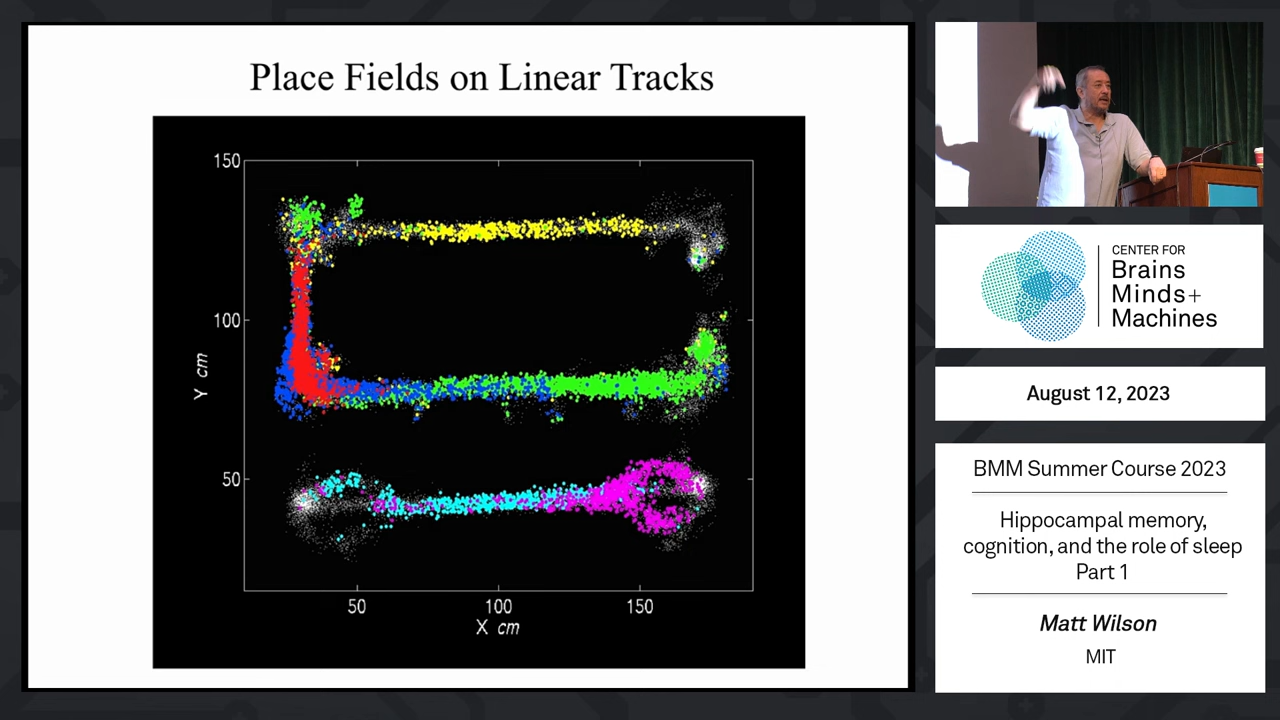 Place Fields on Linear Tracks
150
100
50
Y cm
50 100 150
X cm
CENTER FOR
Brains
Minds+
Machines
August 12, 2023
BMM Summer Course 2023
Hippocampal memory,
cognition, and the role of sleep
Part 1
Matt Wilson
MIT